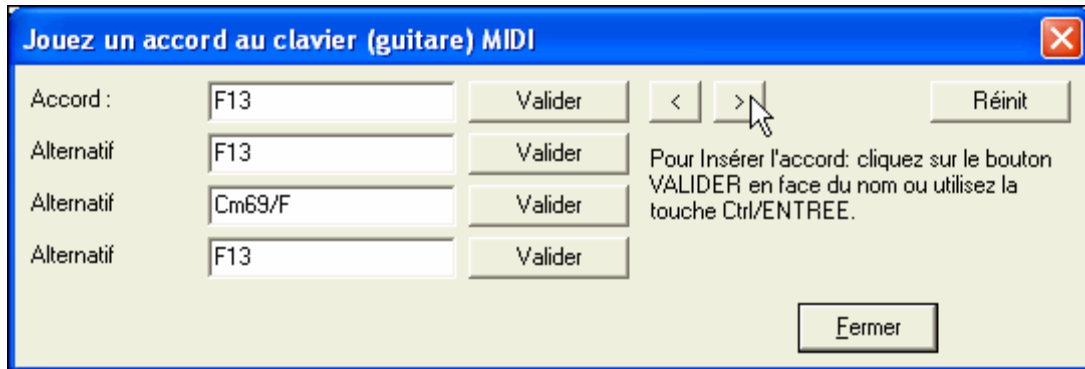 Jouez un accord au clavier (guitare) MIDI
Accord : F13 Valider < > Réinit
Alternatif F13 Valider
Alternatif Cm69/F Valider
Alternatif F13 Valider
Pour Insérer l'accord: cliquez sur le bouton
VALIDER en face du nom ou utilisez la
touche Ctrl/ENTREE.
Fermer